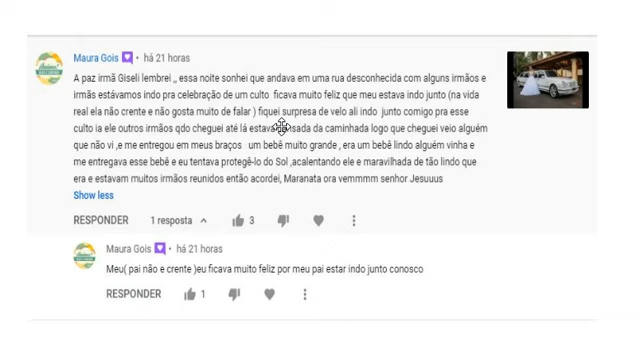 Maura Gois • há 21 horas
A paz irmã Giseli lembrei ,, essa noite sonhei que andava em uma rua desconhecida com alguns irmãos e
irmãs estávamos indo pra celebração de um culto ficava muito feliz que meu estava indo junto (na vida
real ela não crente e não gosta muito de falar ) fiquei surpresa de velo ali indo junto comigo pra esse
culto ia ele outros irmãos qdo cheguei até lá estava da caminhada logo que cheguei veio alguém
que não vi ,e me entregou em meus braços um bebê muito grande , era um bebê lindo alguém vinha e
me entregava esse bebê e eu tentava protegê-lo do Sol ,acalentando ele e maravilhada de tão lindo que
era e estavam muitos irmãos reunidos então acordei, Maranata ora vemmmm senhor Jesuuus
Show less
RESPONDER 1 resposta 3
Maura Gois • há 21 horas
Meu( pai não e crente )eu ficava muito feliz por meu pai estar indo junto conosco
RESPONDER 1